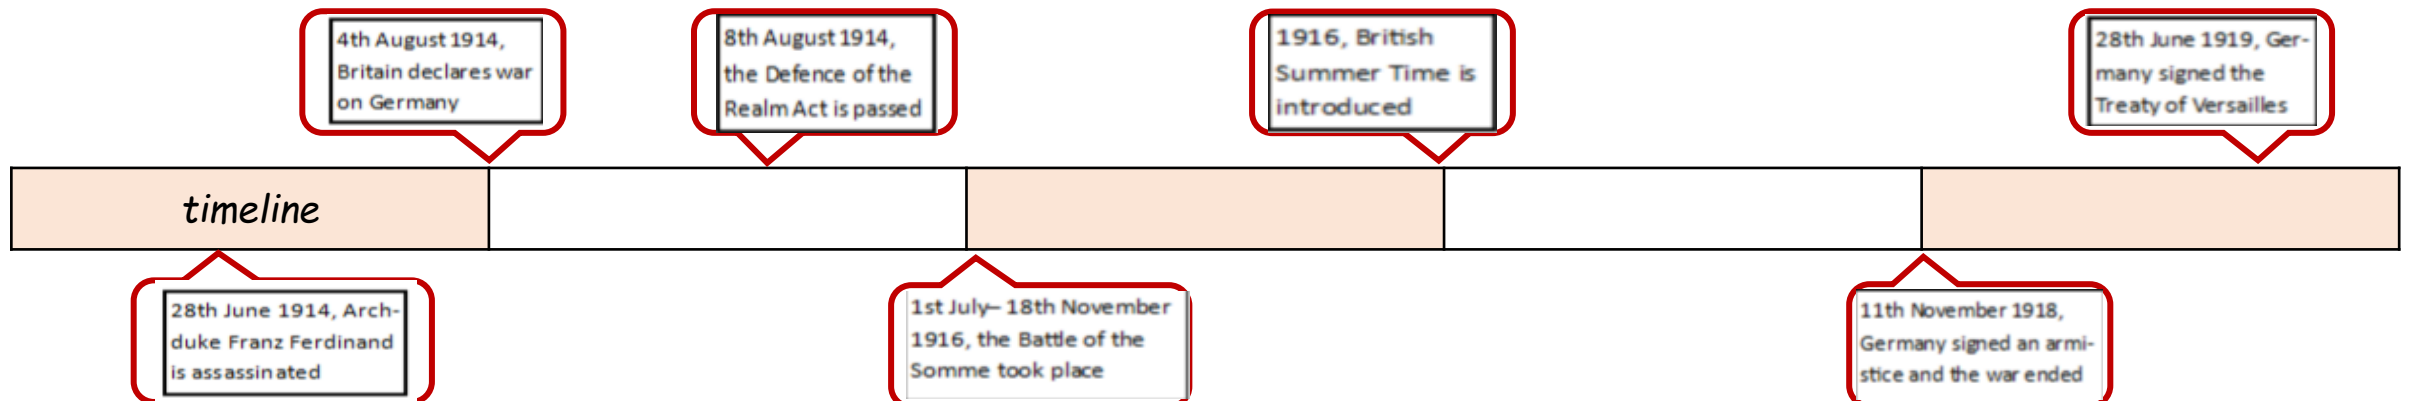 4th August 1914,
Britain declares war
on Germany
8th August 1914,
the Defence of the
Realm Act is passed
1916, British
Summer Time is
introduced
28th June 1919, Ger-
many signed the
Treaty of Versailles
timeline
28th June 1914, Arch-
duke Franz Ferdinand
is assassinated
1st July– 18th November
1916, the Battle of the
Somme took place
11th November 1918,
Germany signed an armi-
stice and the war ended